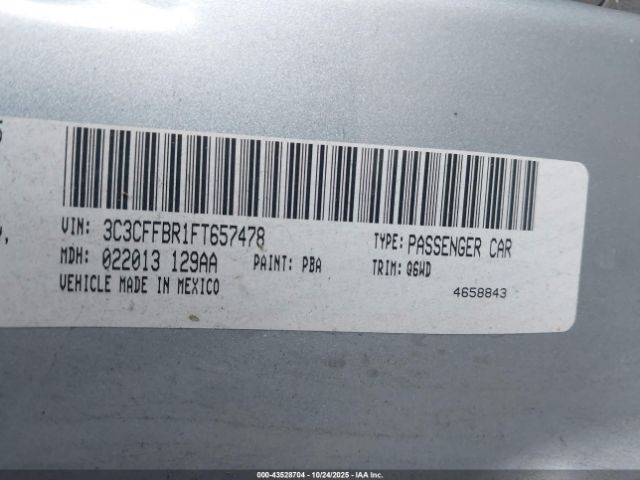 VIN: 3C3CFFBR1FT657478 TYPE: PASSENGER CAR
MDH: 022013 129AA PAINT: PBA TRIM: Q6WD
VEHICLE MADE IN MEXICO 4658843
00-43528704 - 10/24/2025 - IAA Inc.